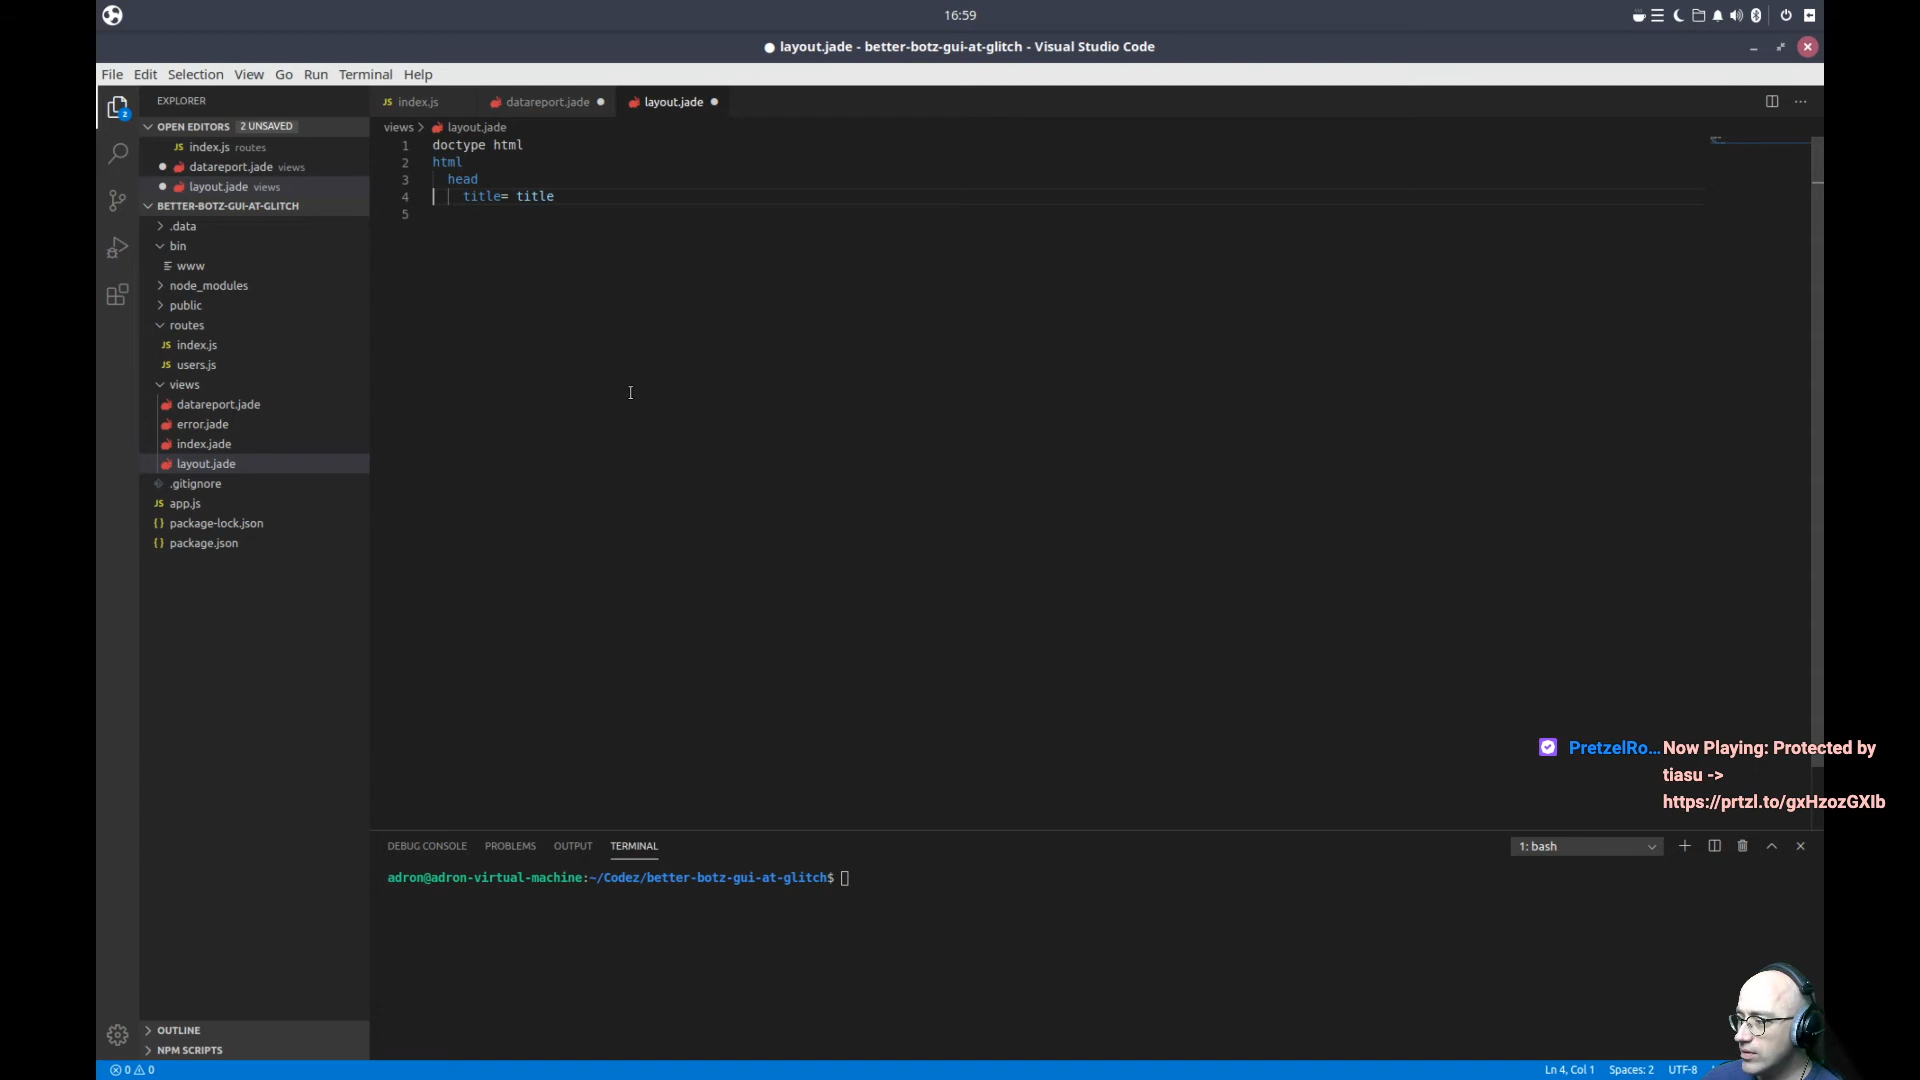 16:59
layout.jade - better-botz-gui-at-glitch - Visual Studio Code
File Edit Selection View Go Run Terminal Help
EXPLORER
OPEN EDITORS 2 UNSAVED
index.js routes
datareport.jade views
layout.jade views
BETTER-BOTZ-GUI-AT-GLITCH
.data
bin
www
node_modules
public
routes
JS index.js
JS users.js
views
datareport.jade
error.jade
index.jade
layout.jade
.gitignore
JS app.js
{} package-lock.json
{} package.json
OUTLINE
NPM SCRIPTS
JS index.js datareport.jade layout.jade
views > layout.jade
1 doctype html
2 html
3 head
4 title= title
5
PretzelRo... Now Playing: Protected by
tiasu ->
https://prtzl.to/gxHzozGXIb
DEBUG CONSOLE PROBLEMS OUTPUT TERMINAL 1: bash
adron@adron-virtual-machine:~/Codez/better-botz-gui-at-glitch$
0 0 Ln 4, Col 1 Spaces: 2 UTF-8